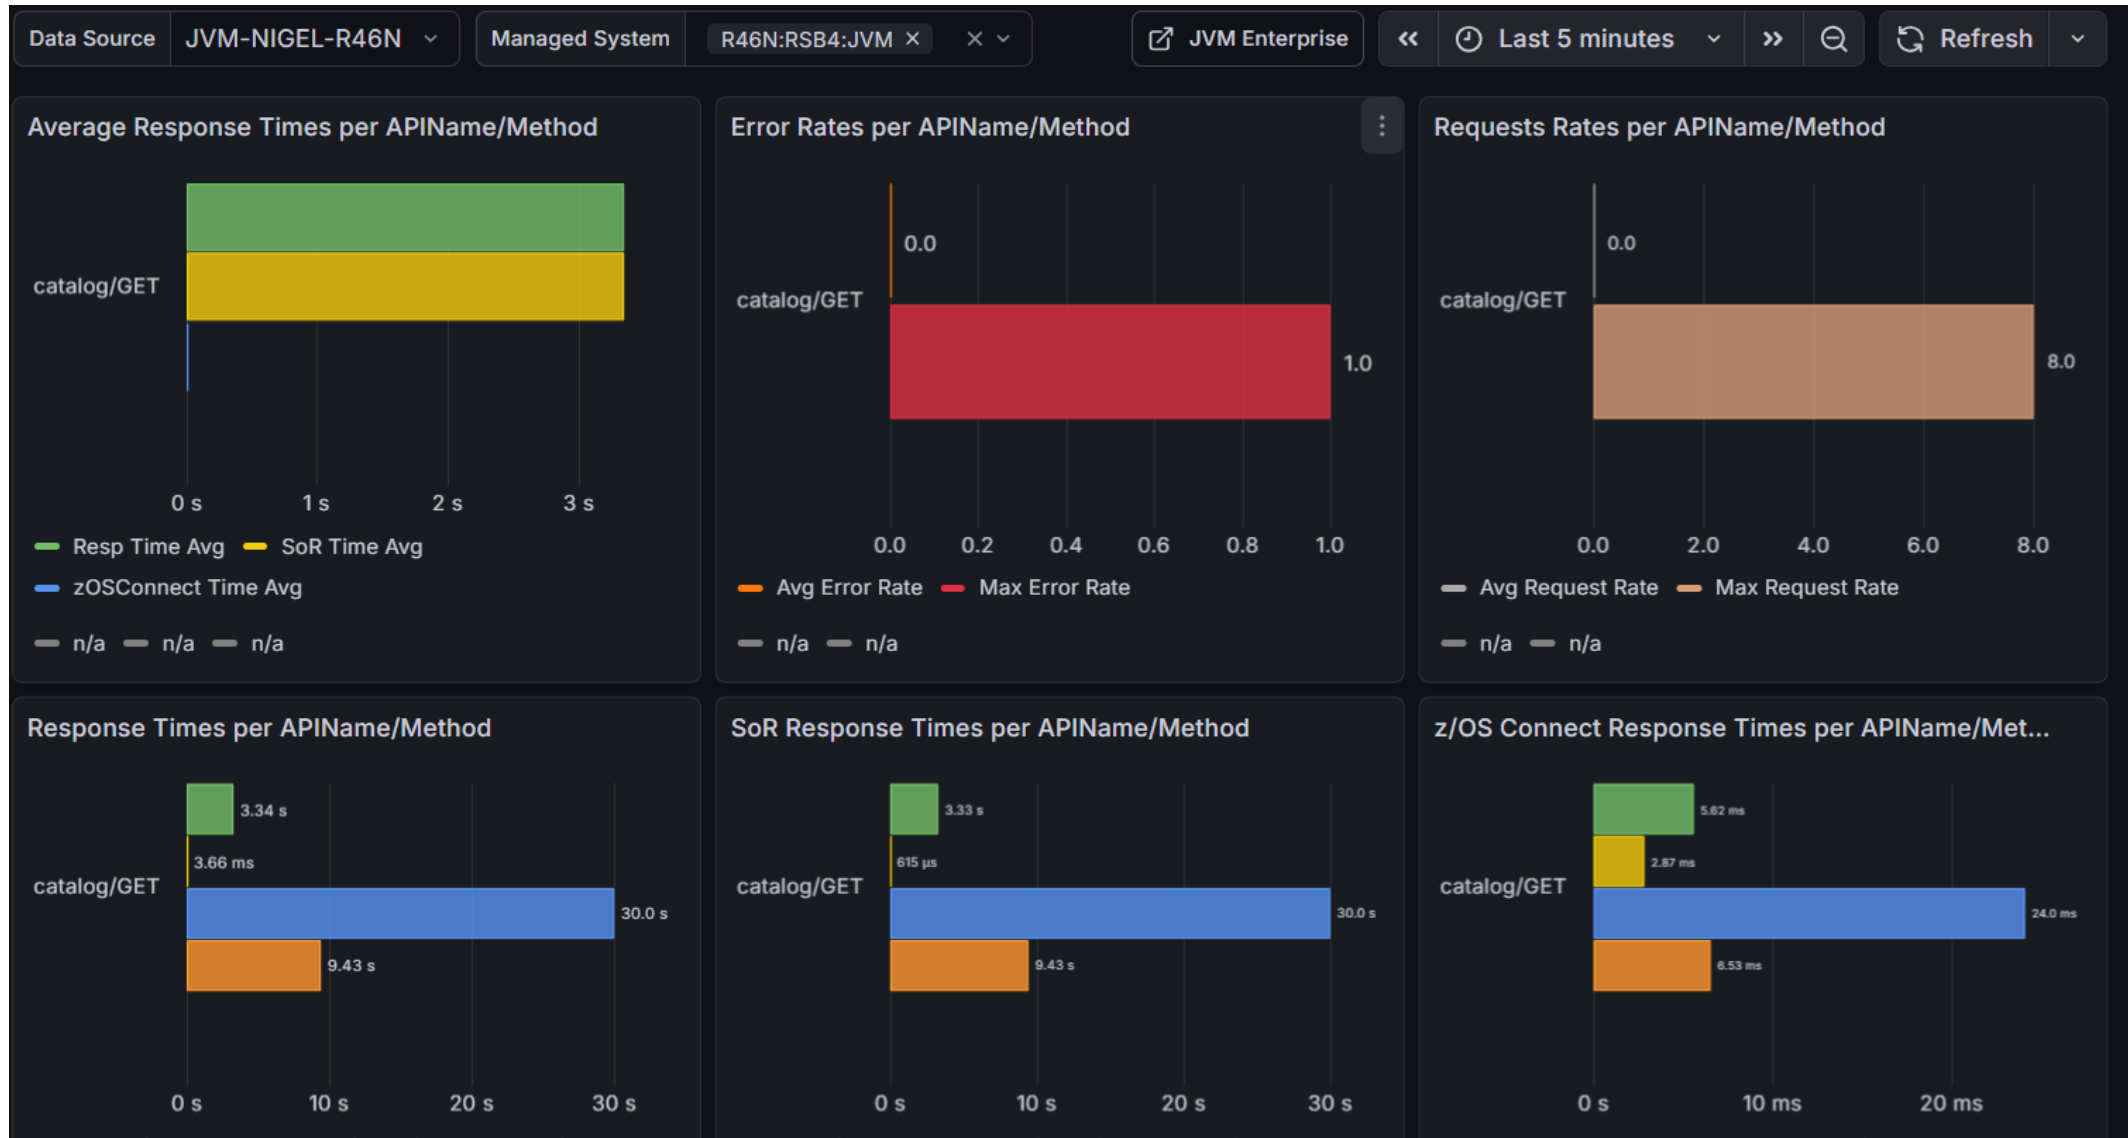 Data Source JVM-NIGEL-R46N Managed System R46N:RSB4:JVM JVM Enterprise Last 5 minutes Refresh
Average Response Times per APIName/Method
catalog/GET
0 s 1 s 2 s 3 s
Resp Time Avg SoR Time Avg
zOSConnect Time Avg
n/a n/a n/a
Error Rates per APIName/Method
0.0
catalog/GET
1.0
0.0 0.2 0.4 0.6 0.8 1.0
Avg Error Rate Max Error Rate
n/a n/a
Requests Rates per APIName/Method
0.0
catalog/GET
8.0
0.0 2.0 4.0 6.0 8.0
Avg Request Rate Max Request Rate
n/a n/a
Response Times per APIName/Method
3.34 s
3.66 ms
catalog/GET
30.0 s
9.43 s
0 s 10 s 20 s 30 s
SoR Response Times per APIName/Method
3.33 s
615 µs
catalog/GET
30.0 s
9.43 s
0 s 10 s 20 s 30 s
z/OS Connect Response Times per APIName/Met...
5.62 ms
2.87 ms
catalog/GET
24.0 ms
6.53 ms
0 s 10 ms 20 ms